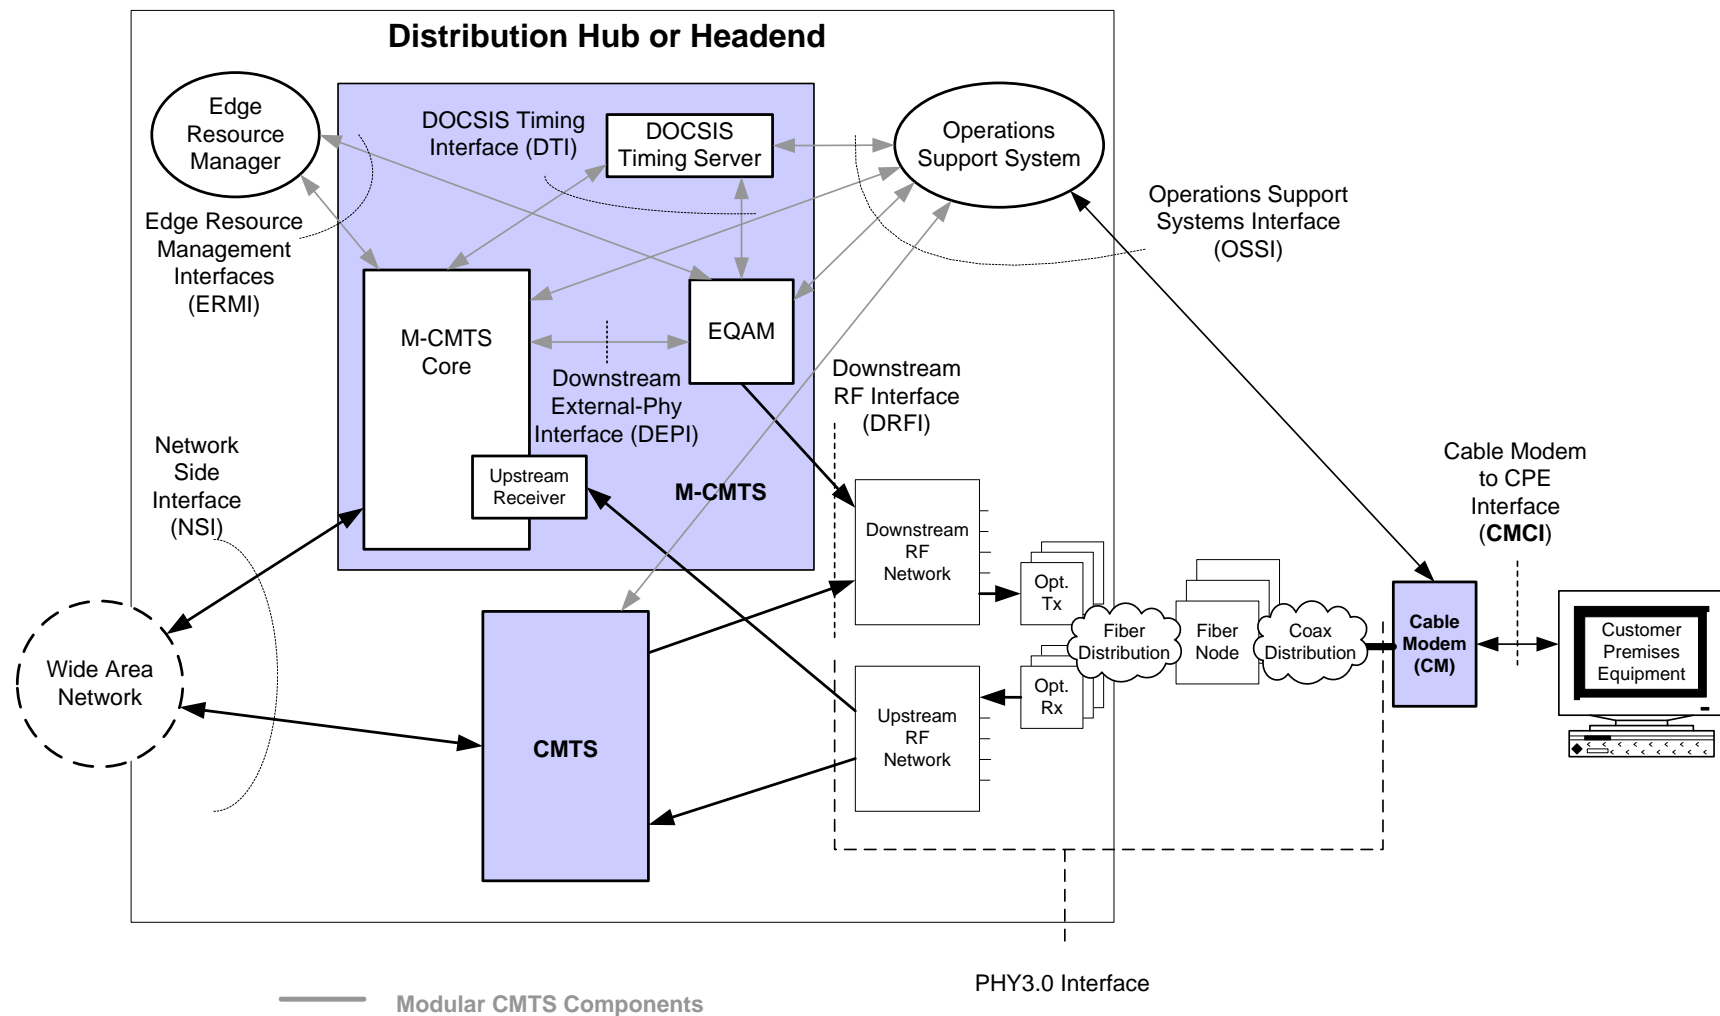 Distribution Hub or Headend
Edge
Resource
Manager
DOCSIS Timing
Interface (DTI)
DOCSIS
Timing Server
Operations
Support System
Operations Support
Systems Interface
(OSSI)
Edge Resource
Management
Interfaces
(ERMI)
M-CMTS
Core
EQAM
Downstream
External-Phy
Interface (DEPI)
Downstream
RF Interface
(DRFI)
Network
Side
Interface
(NSI)
Upstream
Receiver
M-CMTS
Cable Modem
to CPE
Interface
(CMCI)
Downstream
RF
Network
Opt.
Tx
Fiber
Distribution
Fiber
Node
Coax
Distribution
Cable
Modem
(CM)
Customer
Premises
Equipment
Wide Area
Network
CMTS
Upstream
RF
Network
Opt.
Rx
PHY3.0 Interface
Modular CMTS Components